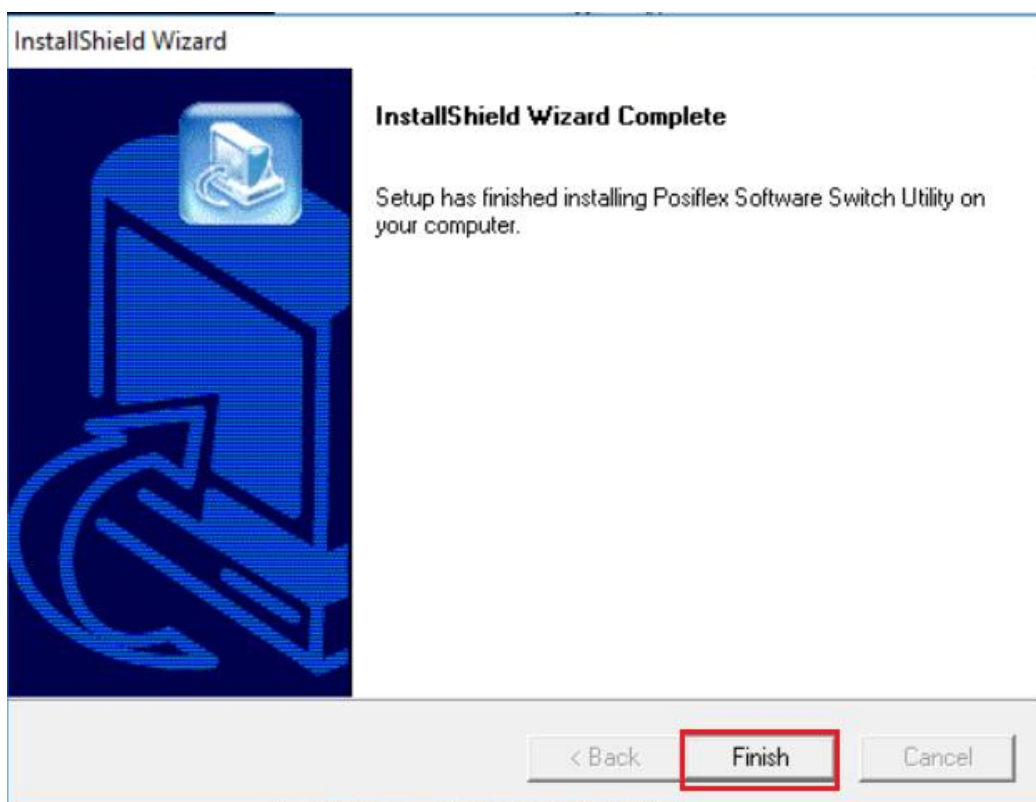 InstallShield Wizard
InstallShield Wizard Complete
Setup has finished installing Posiflex Software Switch Utility on
your computer.
< Back
Finish
Cancel